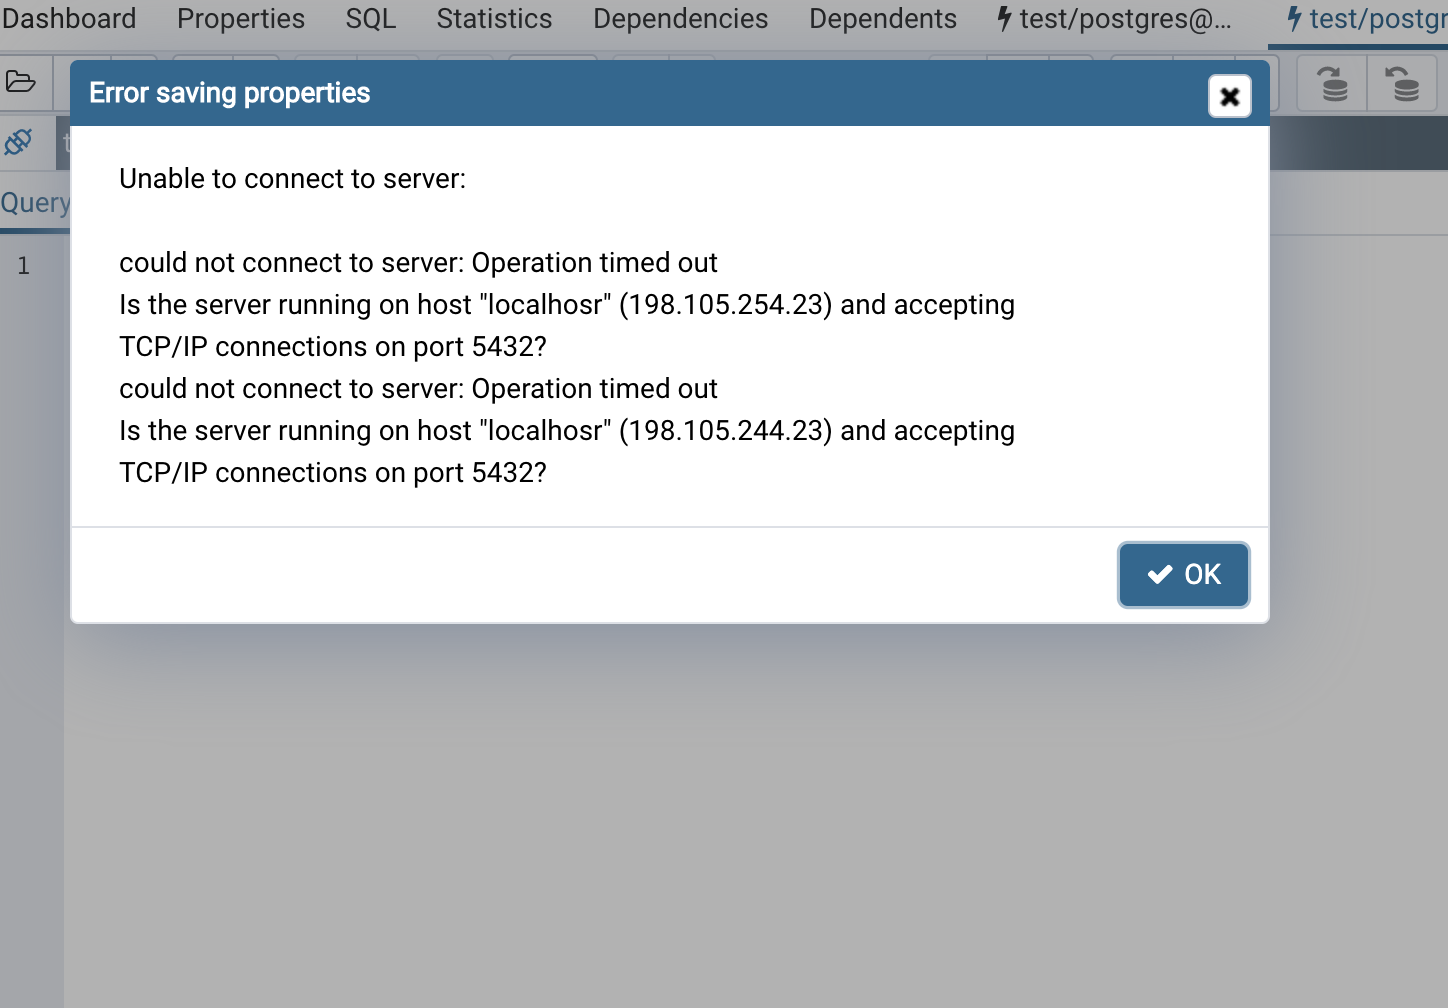 Dashboard Properties SQL Statistics Dependencies Dependents test/postgres@... test/postgr
Error saving properties
Query
1
Unable to connect to server:
could not connect to server: Operation timed out
Is the server running on host "localhosr" (198.105.254.23) and accepting
TCP/IP connections on port 5432?
could not connect to server: Operation timed out
Is the server running on host "localhosr" (198.105.244.23) and accepting
TCP/IP connections on port 5432?
OK